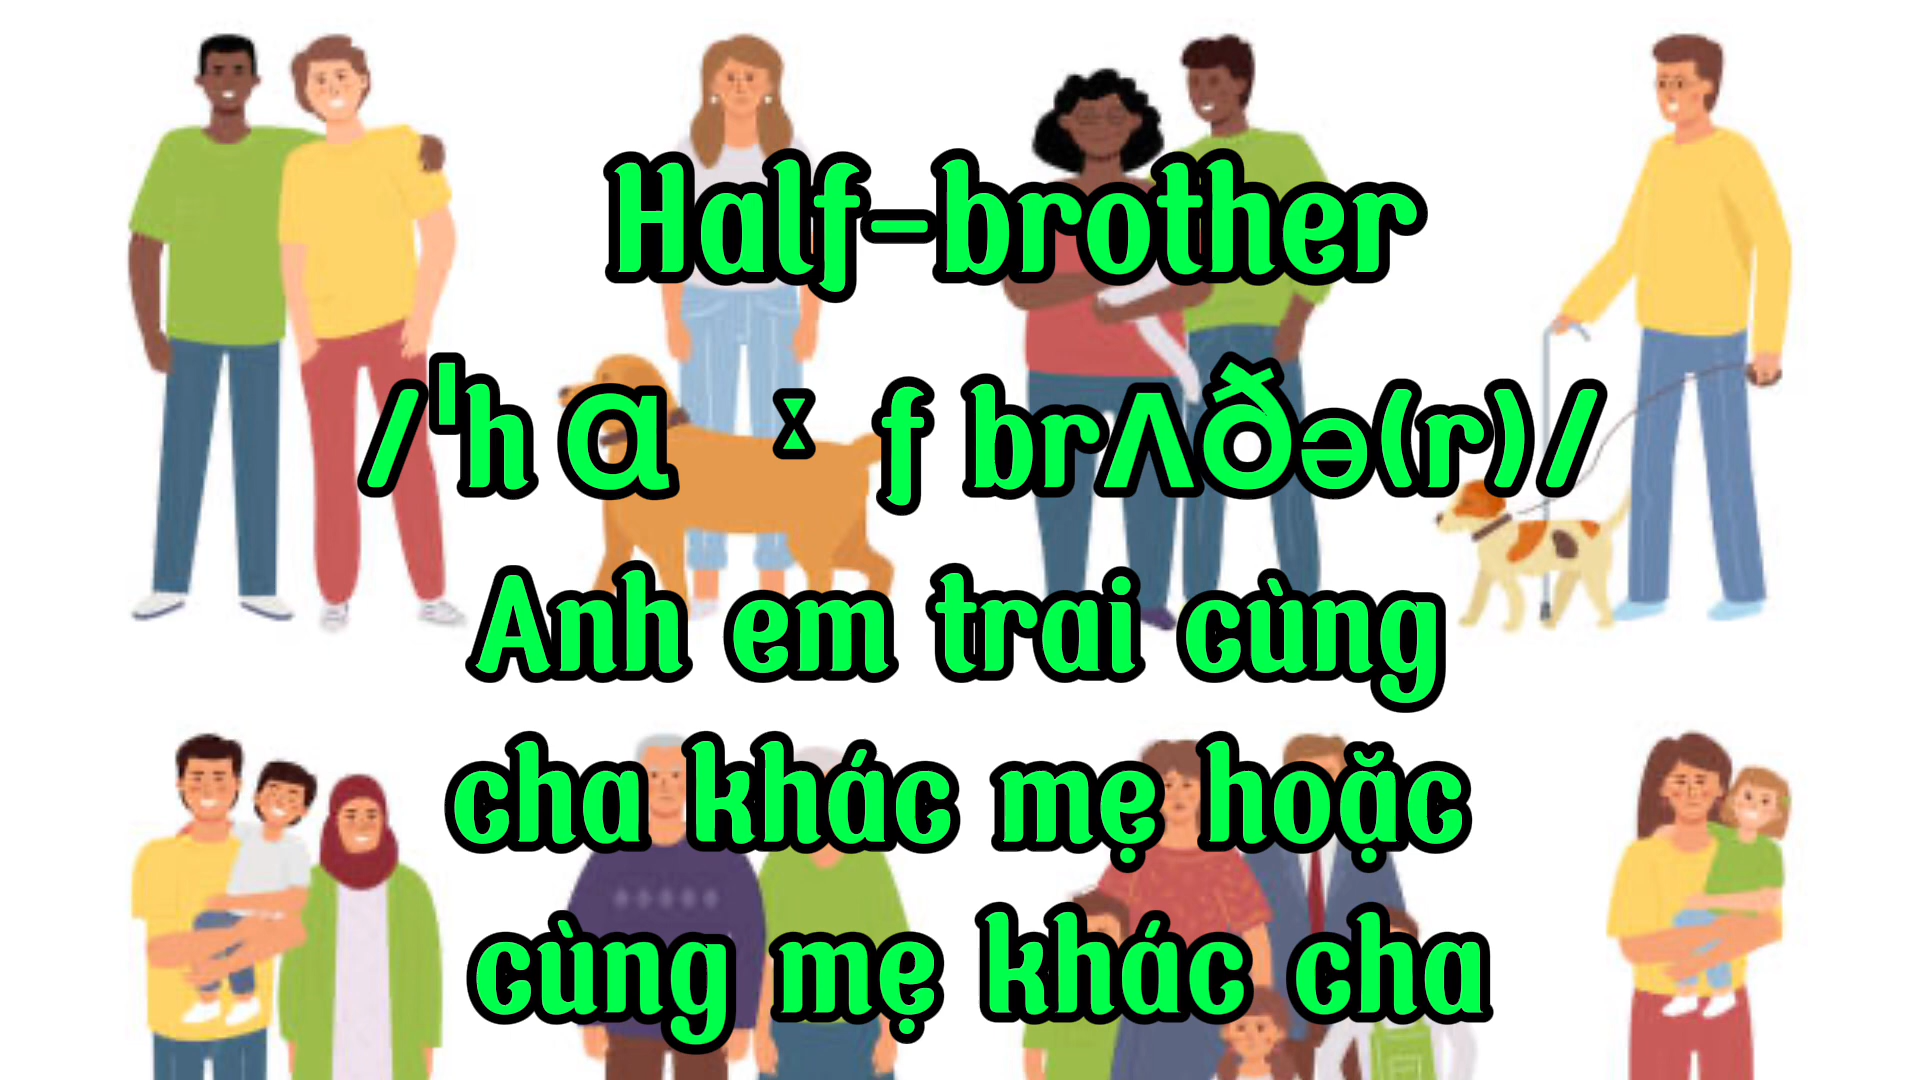 Half-brother
/ˈhɑːf brʌðə(r)/
Anh em trai cùng
cha khác mẹ hoặc
cùng mẹ khác cha